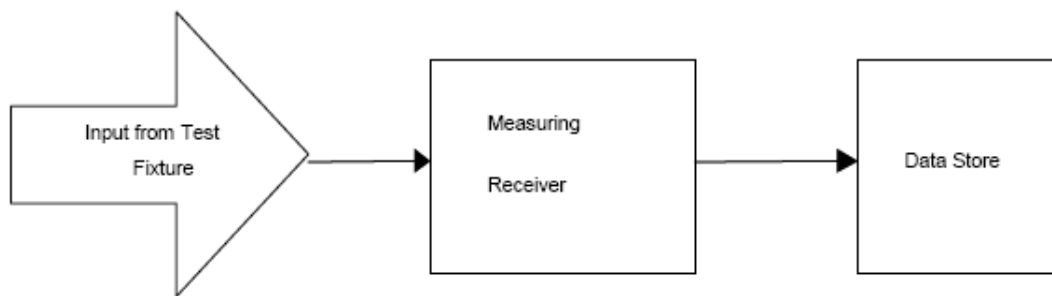 Input from Test
Fixture
Measuring
Receiver
Data Store